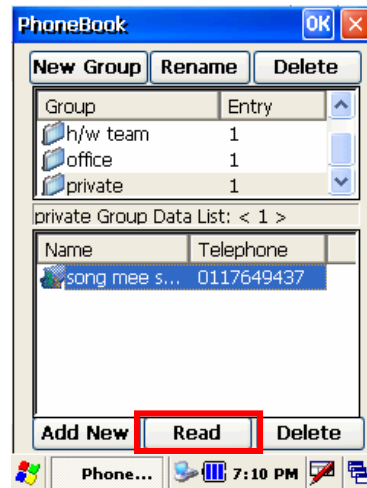 PhoneBook OK
New Group Rename Delete
Group Entry
h/w team 1
office 1
private 1
private Group Data List: < 1 >
Name Telephone
song mee s... 0117649437
Add New Read Delete
Phone... 7:10 PM